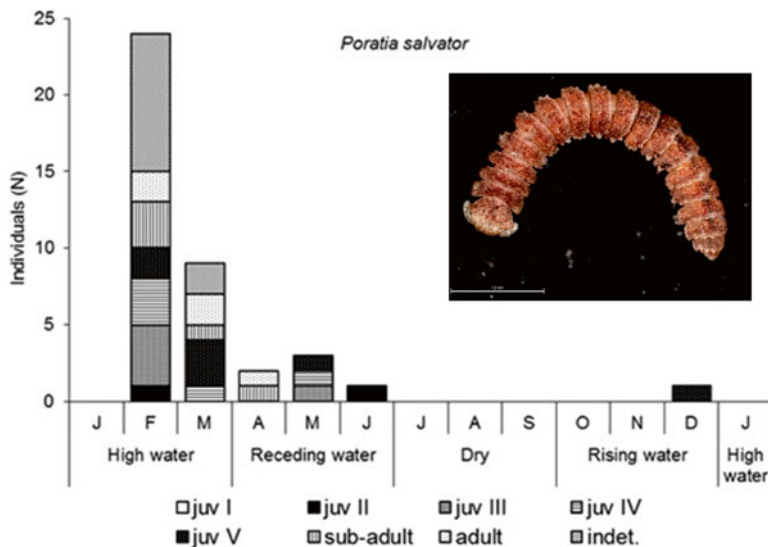 Poratia salvator
25
20
15
10
5
0
Individuals (N)
J F M A M J J A S O N D J
High water Receding water Dry Rising water High
water
juv I juv II juv III juv IV
juv V sub-adult adult indet.